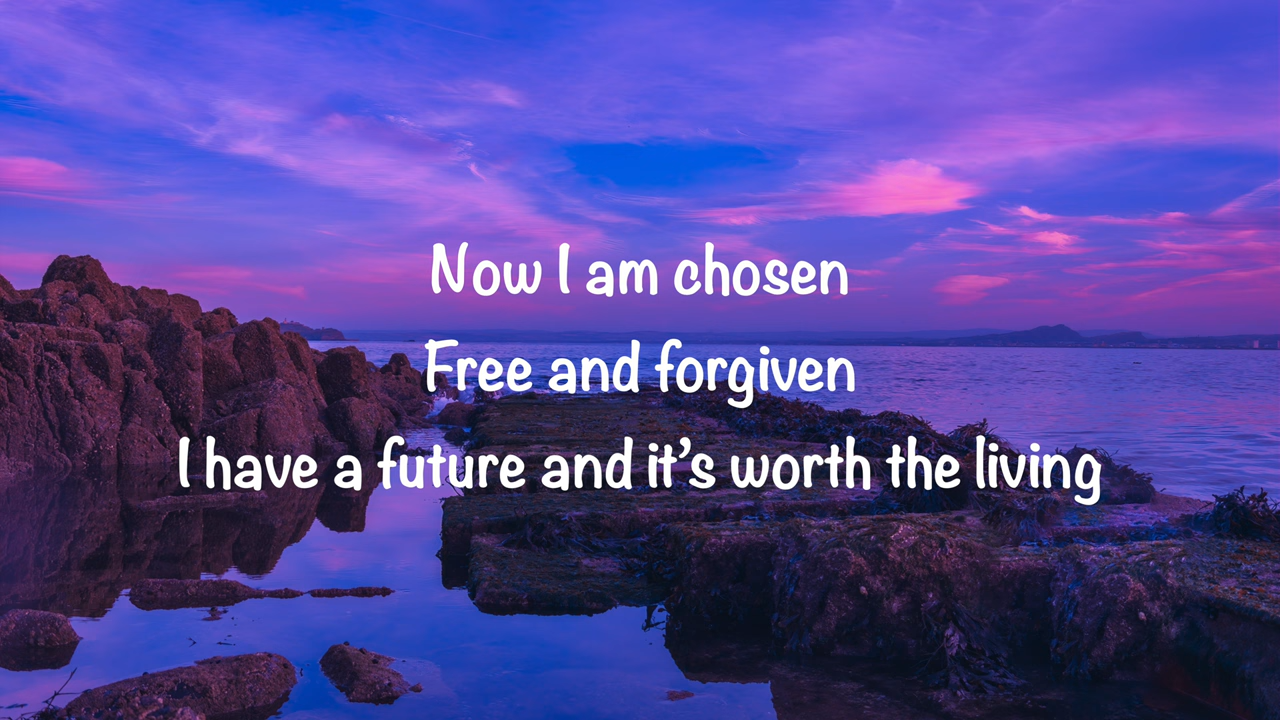 Now I am chosen
Free and forgiven
I have a future and it’s worth the living